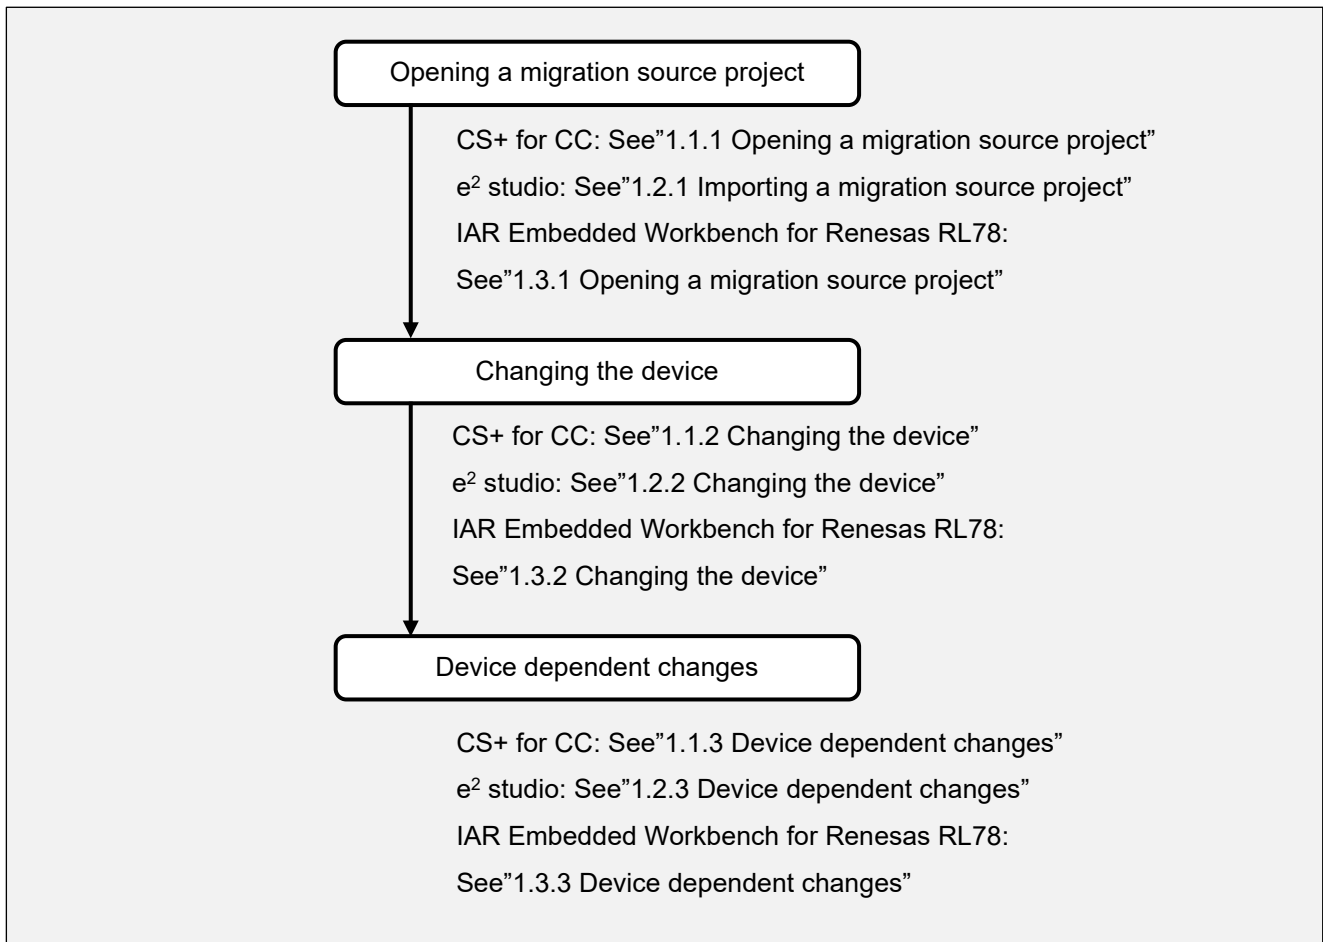 Opening a migration source project
CS+ for CC: See”1.1.1 Opening a migration source project”
e² studio: See”1.2.1 Importing a migration source project”
IAR Embedded Workbench for Renesas RL78:
See”1.3.1 Opening a migration source project”
Changing the device
CS+ for CC: See”1.1.2 Changing the device”
e² studio: See”1.2.2 Changing the device”
IAR Embedded Workbench for Renesas RL78:
See”1.3.2 Changing the device”
Device dependent changes
CS+ for CC: See”1.1.3 Device dependent changes”
e² studio: See”1.2.3 Device dependent changes”
IAR Embedded Workbench for Renesas RL78:
See”1.3.3 Device dependent changes”